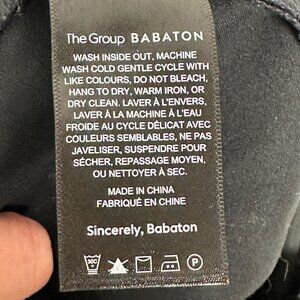 The Group BABATON
WASH INSIDE OUT, MACHINE
WASH COLD GENTLE CYCLE WITH
LIKE COLOURS, DO NOT BLEACH,
HANG TO DRY, WARM IRON, OR
DRY CLEAN. LAVER À L'ENVERS,
LAVER À LA MACHINE À L'EAU
FROIDE AU CYCLE DÉLICAT AVEC
COULEURS SEMBLABLES, NE PAS
JAVELISER, SUSPENDRE POUR
SÉCHER, REPASSAGE MOYEN,
OU NETTOYER À SEC.
MADE IN CHINA
FABRIQUÉ EN CHINE
Sincerely, Babaton
30C P